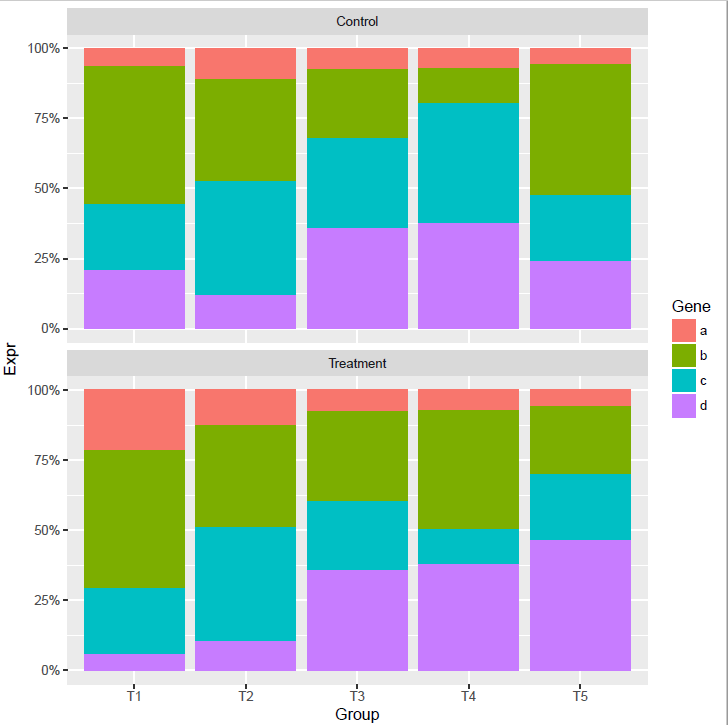 Control
100%
75%
50%
25%
0%
Treatment
100%
75%
50%
25%
0%
T1 T2 T3 T4 T5
Group
Expr
Gene
a
b
c
d